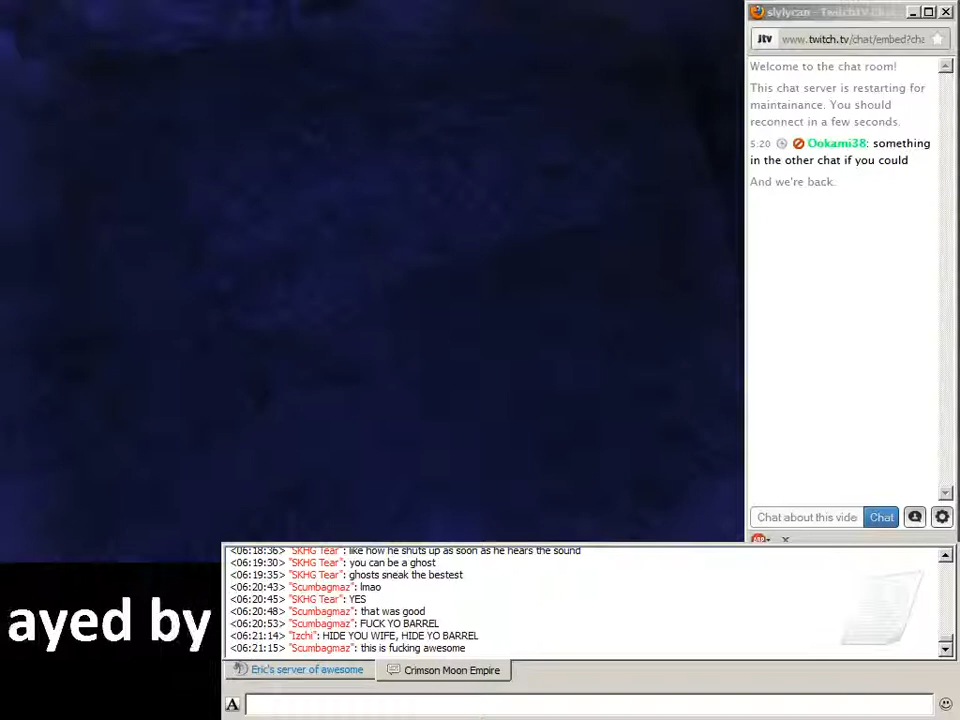 slylycan - TwitchTV Cha
Jtv www.twitch.tv/chat/embed?cha
Welcome to the chat room!
This chat server is restarting for
maintainance. You should
reconnect in a few seconds.
5:20 Ookami38: something
in the other chat if you could
And we're back.
Chat about this vide Chat
ABP
<06:18:36> "SKHG Tear": like how he shuts up as soon as he hears the sound
<06:19:30> "SKHG Tear": you can be a ghost
<06:19:35> "SKHG Tear": ghosts sneak the bestest
<06:20:43> "Scumbagmaz": lmao
<06:20:45> "SKHG Tear": YES
<06:20:48> "Scumbagmaz": that was good
<06:20:53> "Scumbagmaz": FUCK YO BARREL
<06:21:14> "Izchi": HIDE YOU WIFE, HIDE YO BARREL
<06:21:15> "Scumbagmaz": this is fucking awesome
ayed by
Eric's server of awesome Crimson Moon Empire
A